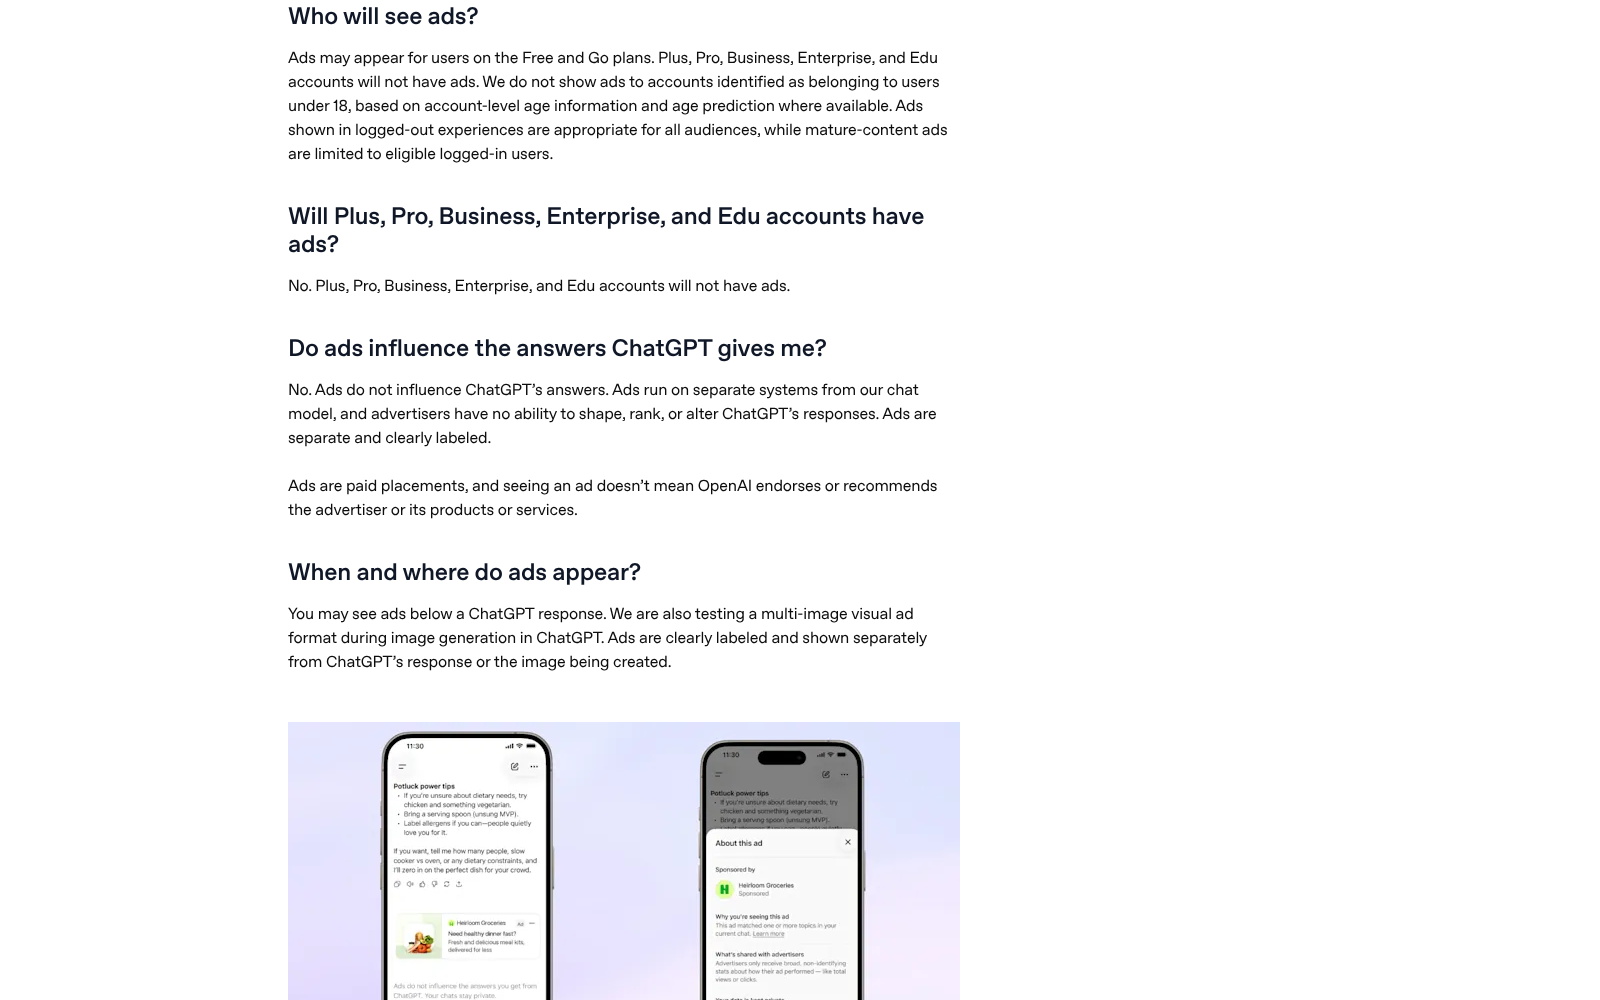 Who will see ads?
Ads may appear for users on the Free and Go plans. Plus, Pro, Business, Enterprise, and Edu
accounts will not have ads. We do not show ads to accounts identified as belonging to users
under 18, based on account-level age information and age prediction where available. Ads
shown in logged-out experiences are appropriate for all audiences, while mature-content ads
are limited to eligible logged-in users.
Will Plus, Pro, Business, Enterprise, and Edu accounts have
ads?
No. Plus, Pro, Business, Enterprise, and Edu accounts will not have ads.
Do ads influence the answers ChatGPT gives me?
No. Ads do not influence ChatGPT’s answers. Ads run on separate systems from our chat
model, and advertisers have no ability to shape, rank, or alter ChatGPT’s responses. Ads are
separate and clearly labeled.
Ads are paid placements, and seeing an ad doesn’t mean OpenAI endorses or recommends
the advertiser or its products or services.
When and where do ads appear?
You may see ads below a ChatGPT response. We are also testing a multi-image visual ad
format during image generation in ChatGPT. Ads are clearly labeled and shown separately
from ChatGPT’s response or the image being created.
11:30
Potluck power tips
• If you’re unsure about dietary needs, try
chicken and something vegetarian.
• Bring a serving spoon (unsung MVP).
• Label allergens if you can—people quietly
love you for it.
If you want, tell me how many people, slow
cooker vs oven, or any dietary constraints, and
I’ll zero in on the perfect dish for your crowd.
Heirloom Groceries
Ad
Need healthy dinner fast?
Fresh and delicious meal kits,
delivered for less
Ads do not influence the answers you get from
ChatGPT. Your chats stay private.
11:30
Potluck power tips
• If you’re unsure about dietary needs, try
chicken and something vegetarian.
• Bring a serving spoon (unsung MVP).
About this ad
Sponsored by
H
Heirloom Groceries
Sponsored
Why you’re seeing this ad
This ad matched one or more topics in your
current chat. Learn more
What’s shared with advertisers
Advertisers only receive broad, non-identifying
stats about how their ad performed — like total
views or clicks.